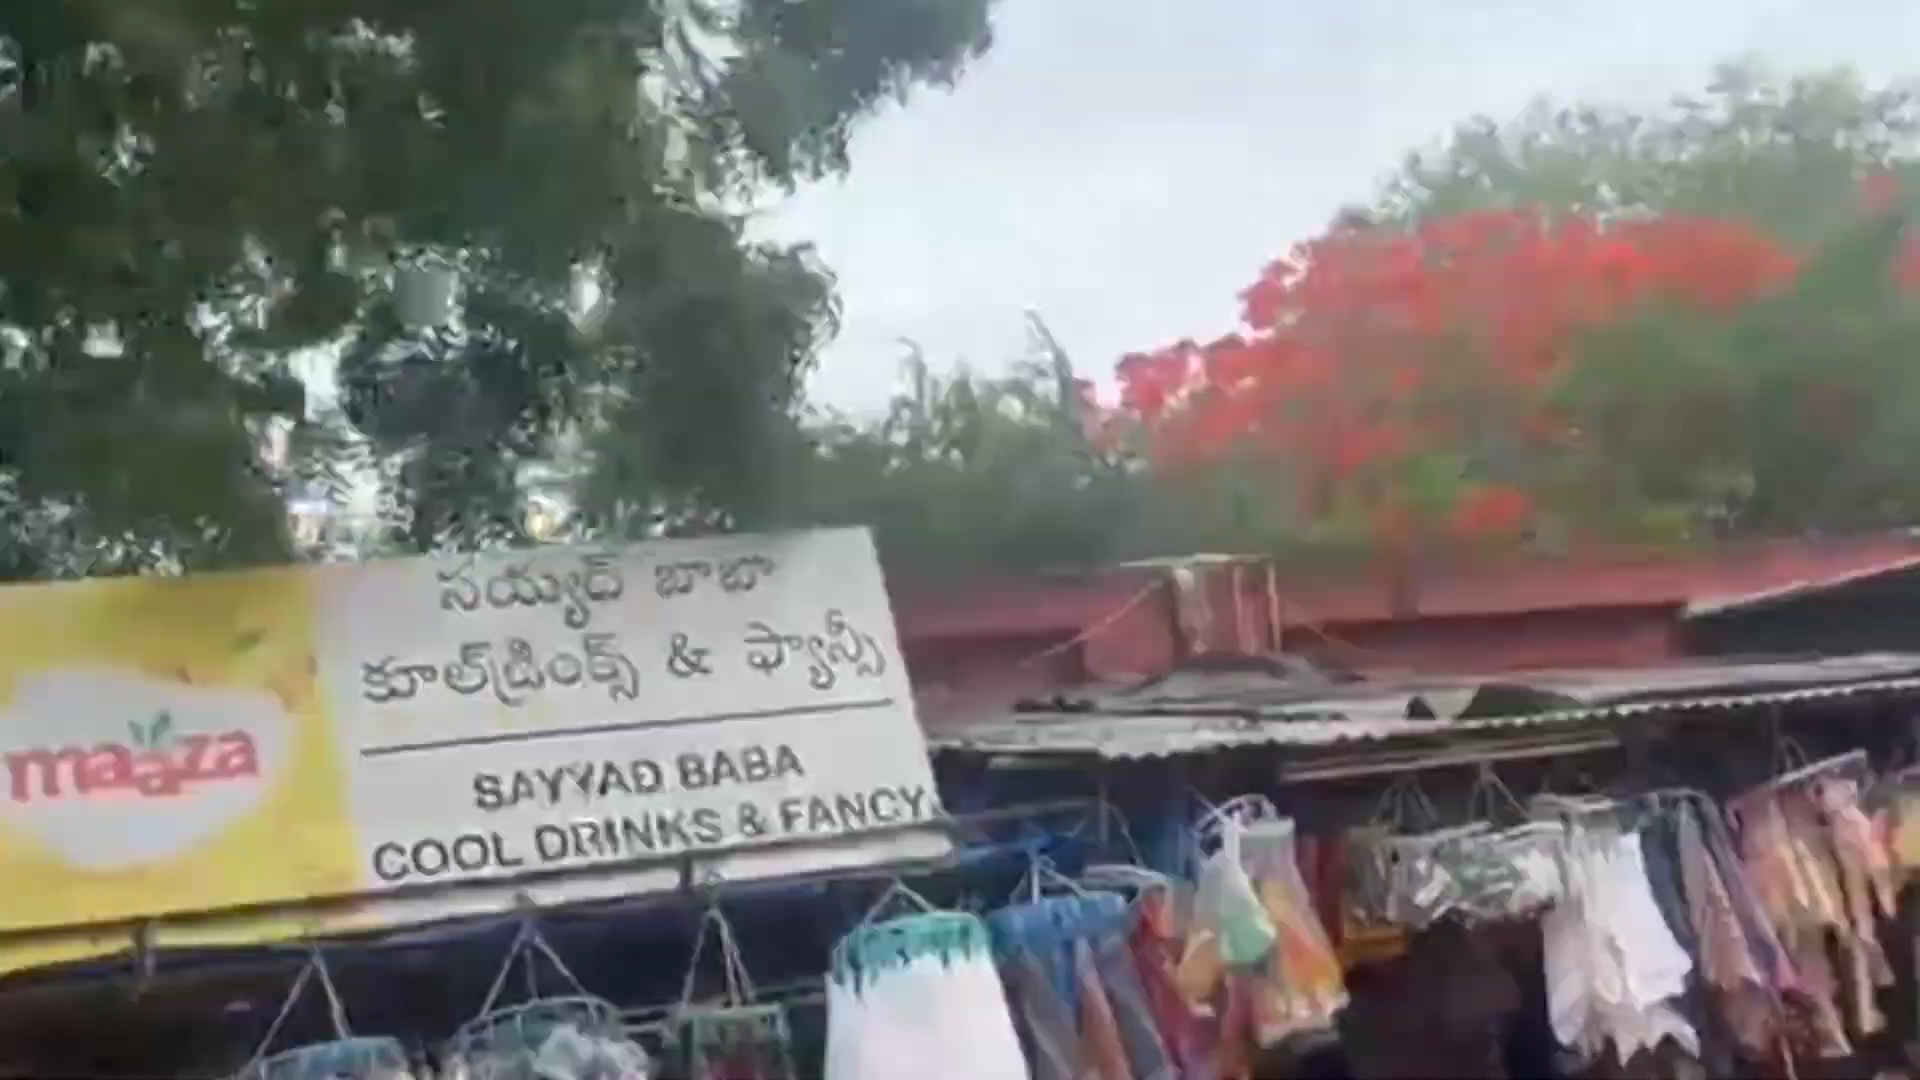 maaza
సయ్యద్ బాబా
కూల్‌డ్రింక్స్ & ఫ్యాన్సీ
SAYYAD BABA
COOL DRINKS & FANCY